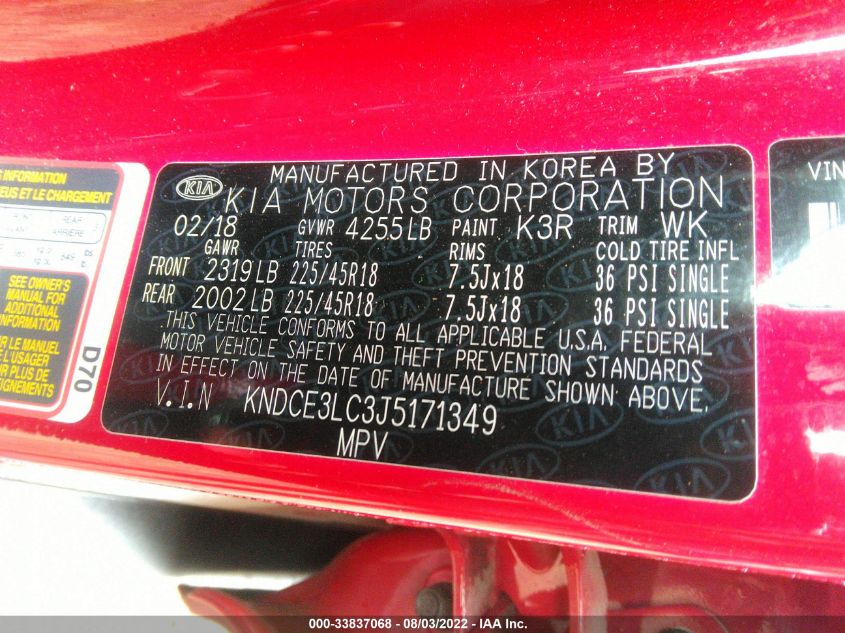 MANUFACTURED IN KOREA BY
KIA KIA MOTORS CORPORATION
02/18 GVWR 4255LB PAINT K3R TRIM WK
GAWR TIRES RIMS COLD TIRE INFL
FRONT 2319LB 225/45R18 7.5Jx18 36 PSI SINGLE
REAR 2002LB 225/45R18 7.5Jx18 36 PSI SINGLE
THIS VEHICLE CONFORMS TO ALL APPLICABLE U.S.A. FEDERAL
MOTOR VEHICLE SAFETY AND THEFT PREVENTION STANDARDS
IN EFFECT ON THE DATE OF MANUFACTURE SHOWN ABOVE.
V.I.N KNDCE3LC3J5171349
MPV
INFORMATION
EUS ET LE CHARGEMENT
REAR
ARRIÈRE
SEE OWNER'S
MANUAL FOR
ADDITIONAL
INFORMATION
LE MANUEL
L'USAGER
D70
VIN
000-33837068 - 08/03/2022 - IAA Inc.